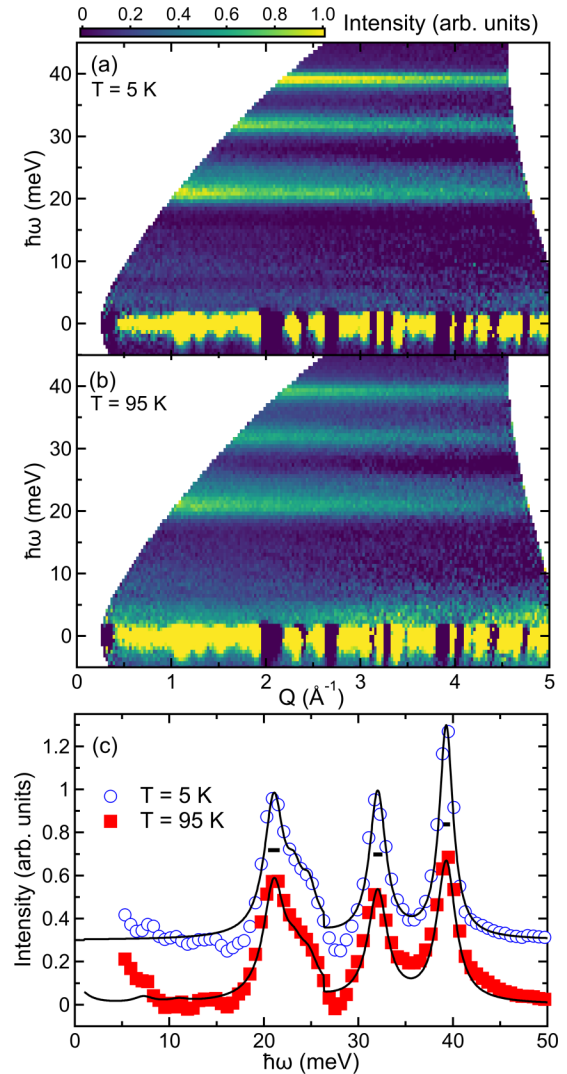 0 0.2 0.4 0.6 0.8 1.0 Intensity (arb. units)
(a)
T = 5 K
40
30
20
10
0
ħω (meV)
(b)
T = 95 K
40
30
20
10
0
ħω (meV)
0 1 2 3 4 5
Q (Å⁻¹)
(c)
T = 5 K
T = 95 K
1.2
1
0.8
0.6
0.4
0.2
0
Intensity (arb. units)
0 10 20 30 40 50
ħω (meV)